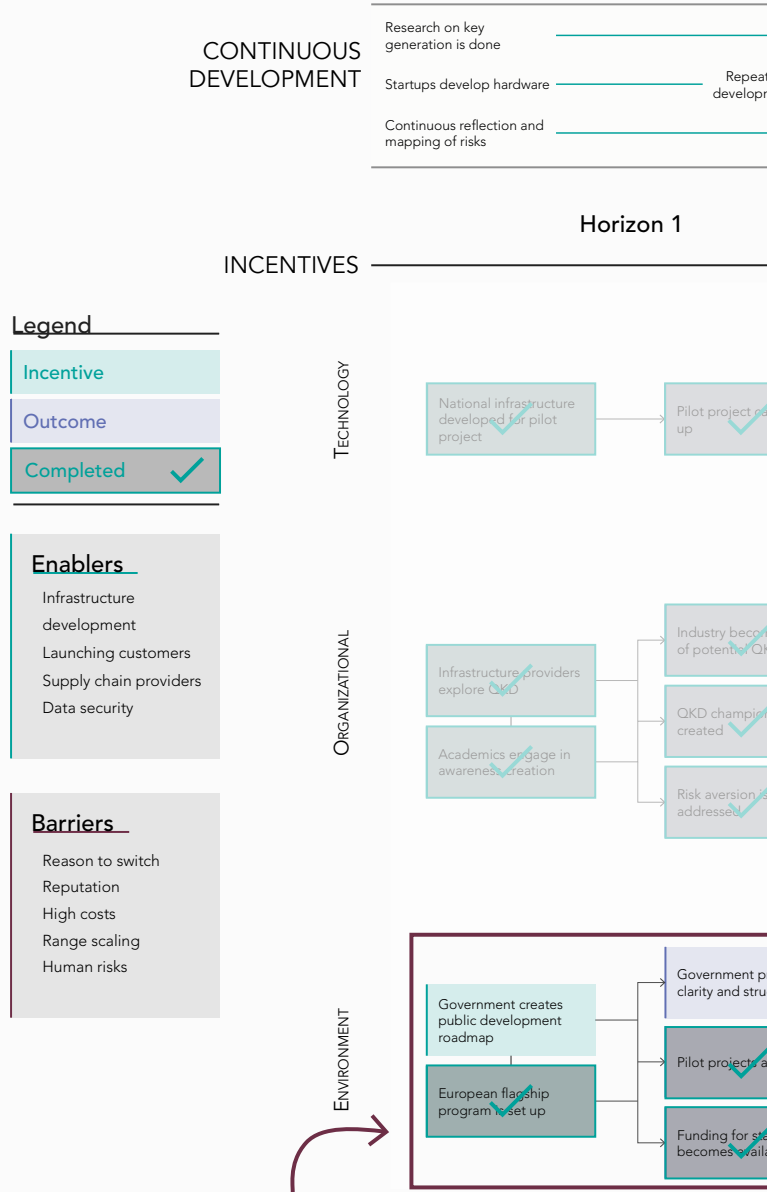 CONTINUOUS
DEVELOPMENT
Research on key
generation is done
Startups develop hardware
Continuous reflection and
mapping of risks
Horizon 1
INCENTIVES
Legend
Incentive
Outcome
Completed
Enablers
Infrastructure
development
Launching customers
Supply chain providers
Data security
Barriers
Reason to switch
Reputation
High costs
Range scaling
Human risks
TECHNOLOGY
National infrastructure
developed for pilot
project
Pilot project
up
ORGANIZATIONAL
Infrastructure providers
explore QKD
Academics engage in
awareness creation
Industry
of potential
QKD
created
Risk aversion
addressed
ENVIRONMENT
Government creates
public development
roadmap
European flagship
program is set up
Government
clarity and
Pilot projects
Funding for
becomes